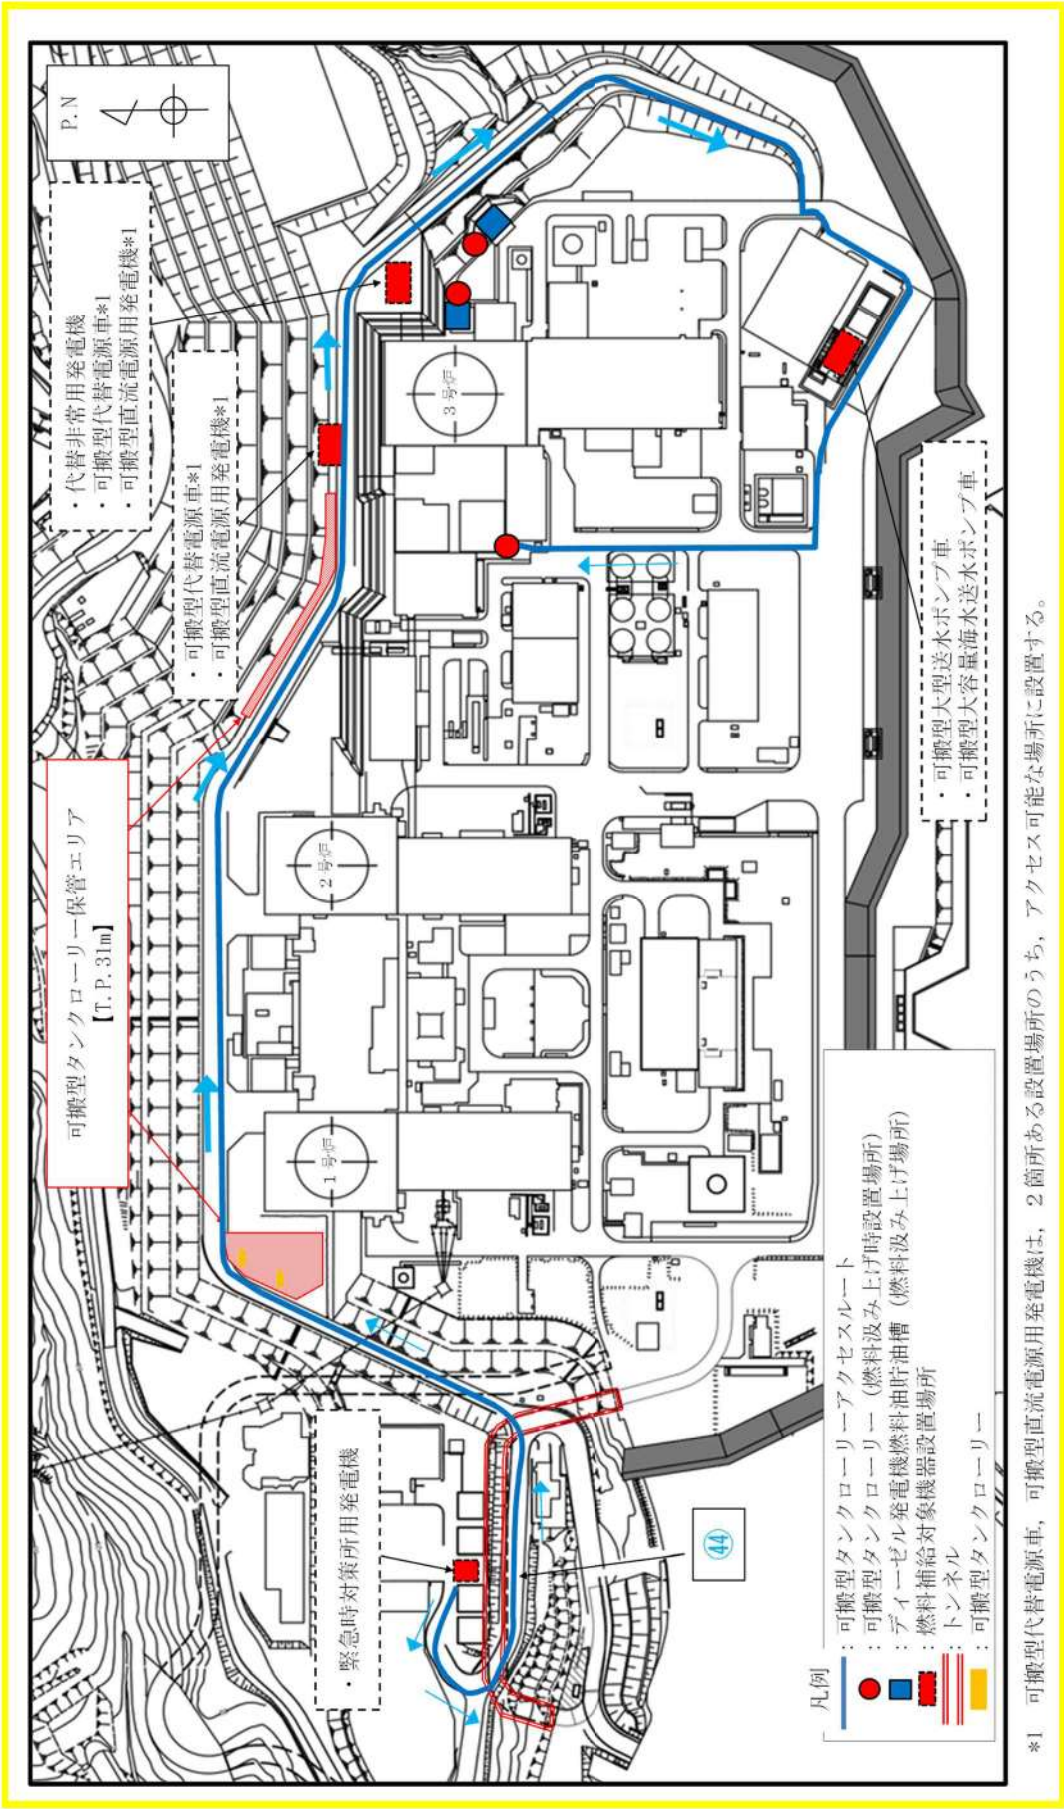 P.N
・代替非常用発電機
・可搬型代替電源車*1
・可搬型直流電源用発電機*1
・可搬型代替電源車*1
・可搬型直流電源用発電機*1
可搬型タンクローリー保管エリア
【T.P.31m】
・緊急時対策所用発電機
1号炉
2号炉
3号炉
㊹
・可搬型大型送水ポンプ車
・可搬型大容量海水送水ポンプ車
凡例
：可搬型タンクローリーアクセスルート
：可搬型タンクローリー（燃料汲み上げ時設置場所）
：ディーゼル発電機燃料油貯油槽（燃料汲み上げ場所）
：燃料補給対象機器設置場所
：トンネル
：可搬型タンクローリー
*1　可搬型代替電源車，可搬型直流電源用発電機は，2箇所ある設置場所のうち，アクセス可能な場所に設置する。